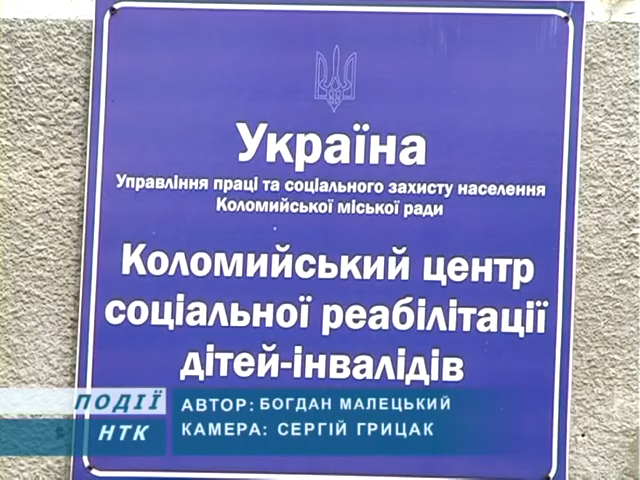 Україна
Управління праці та соціального захисту населення
Коломийської міської ради
Коломийський центр
соціальної реабілітації
дітей-інвалідів
ПОДІЇ
НТК
АВТОР: БОГДАН МАЛЕЦЬКИЙ
КАМЕРА: СЕРГІЙ ГРИЦАК